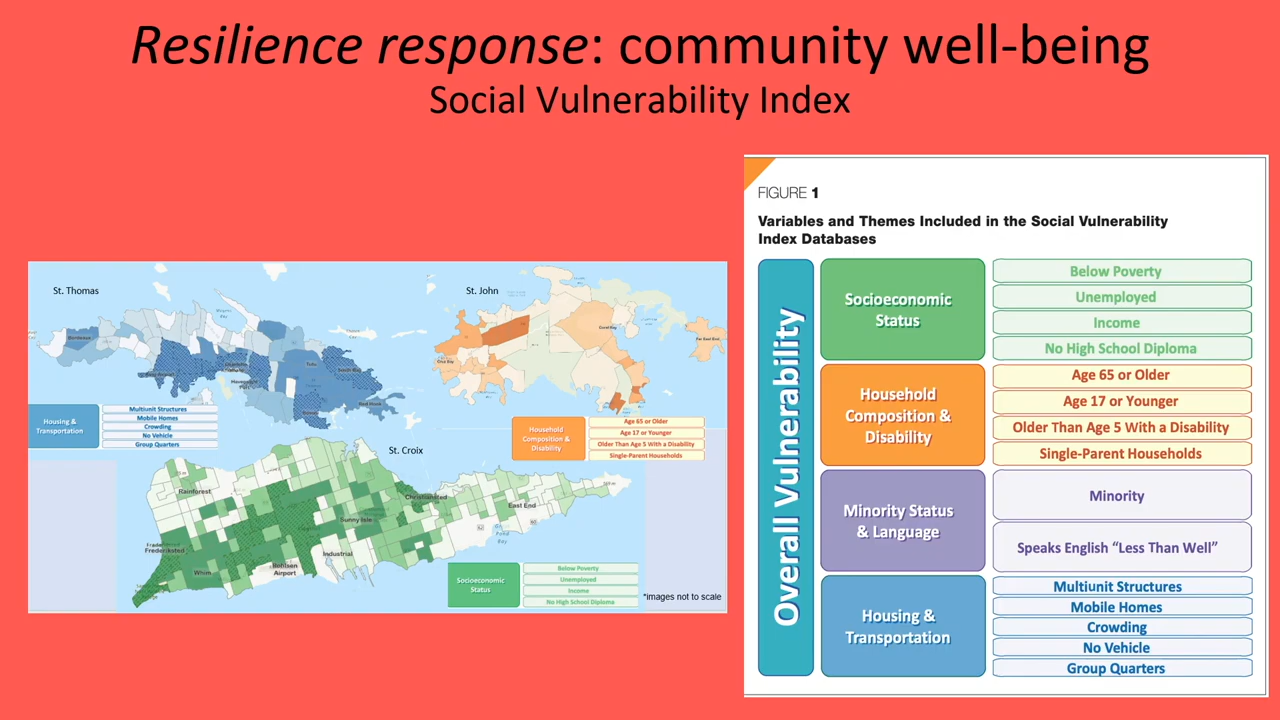 Resilience response: community well-being
Social Vulnerability Index
St. Thomas
St. John
Housing &
Transportation
Multiunit Structures
Mobile Homes
Crowding
No Vehicle
Group Quarters
Household
Composition &
Disability
Age 65 or Older
Age 17 or Younger
Older Than Age 5 With a Disability
Single-Parent Households
St. Croix
Rainforest
Christiansted
East End
Sunny Isle
Frederiksted
Industrial
Whim
Rohlsen
Airport
Socioeconomic
Status
Below Poverty
Unemployed
Income
No High School Diploma
*images not to scale
FIGURE 1
Variables and Themes Included in the Social Vulnerability
Index Databases
Overall Vulnerability
Socioeconomic
Status
Below Poverty
Unemployed
Income
No High School Diploma
Household
Composition &
Disability
Age 65 or Older
Age 17 or Younger
Older Than Age 5 With a Disability
Single-Parent Households
Minority Status
& Language
Minority
Speaks English “Less Than Well”
Housing &
Transportation
Multiunit Structures
Mobile Homes
Crowding
No Vehicle
Group Quarters